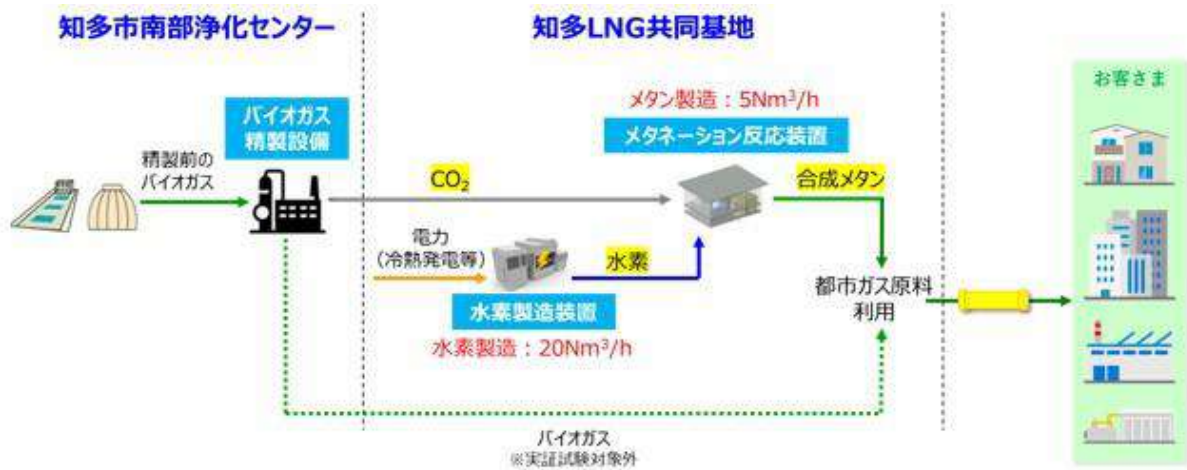 知多市南部浄化センター
知多LNG共同基地
お客さま
メタン製造：5Nm³/h
バイオガス
精製設備
メタネーション反応装置
精製前の
バイオガス
CO₂
合成メタン
電力
(冷熱発電等)
水素
都市ガス原料
利用
水素製造装置
水素製造：20Nm³/h
バイオガス
※実証試験対象外